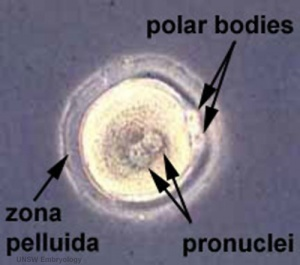 polar bodies
zona
pelluida
pronuclei
UNSW Embryology